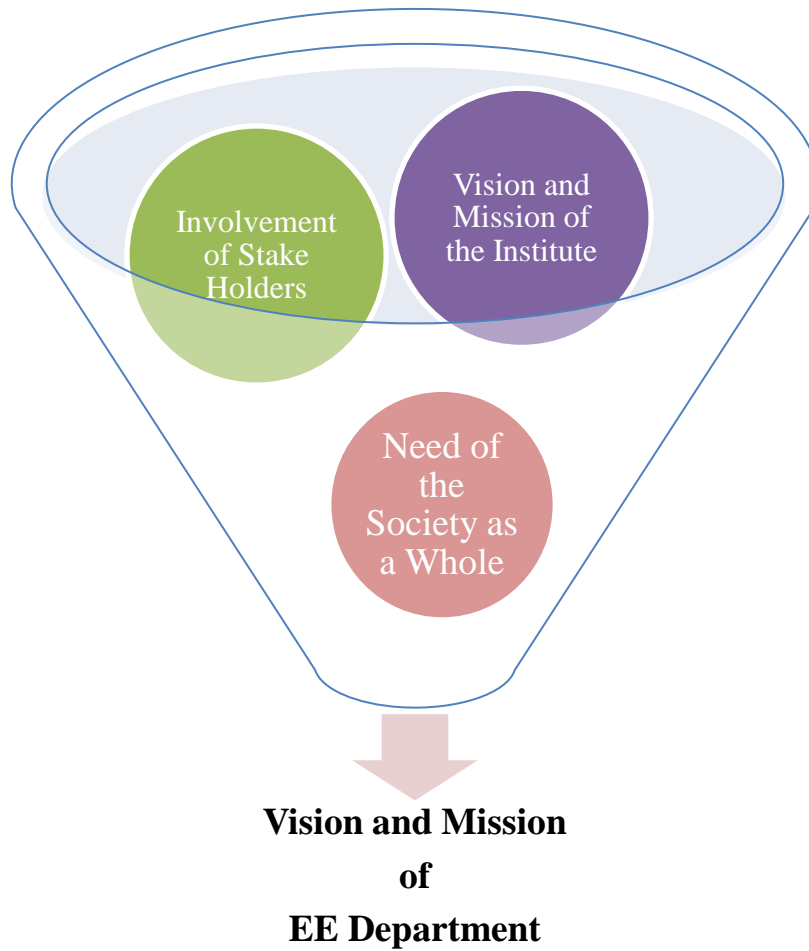 Involvement
of Stake
Holders
Vision and
Mission of
the Institute
Need of
the
Society as
a Whole
Vision and Mission
of
EE Department